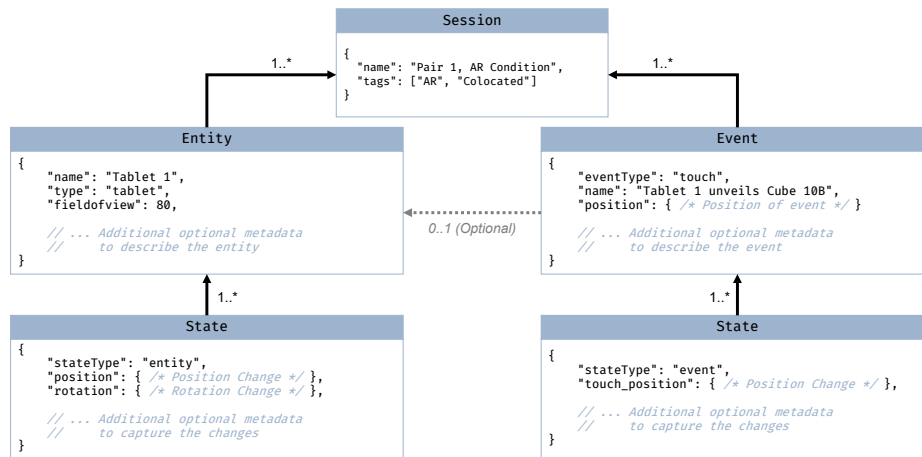 Session
{
"name": "Pair 1, AR Condition",
"tags": ["AR", "Colocated"]
}
1..*
1..*
Entity
{
"name": "Tablet 1",
"type": "tablet",
"fieldofview": 80,
// ... Additional optional metadata
// to describe the entity
}
Event
{
"eventType": "touch",
"name": "Tablet 1 unveils Cube 10B",
"position": { /* Position of event */ }
// ... Additional optional metadata
// to describe the event
}
0..1 (Optional)
1..*
1..*
State
{
"stateType": "entity",
"position": { /* Position Change */ },
"rotation": { /* Rotation Change */ },
// ... Additional optional metadata
// to capture the changes
}
State
{
"stateType": "event",
"touch_position": { /* Position Change */ },
// ... Additional optional metadata
// to capture the changes
}